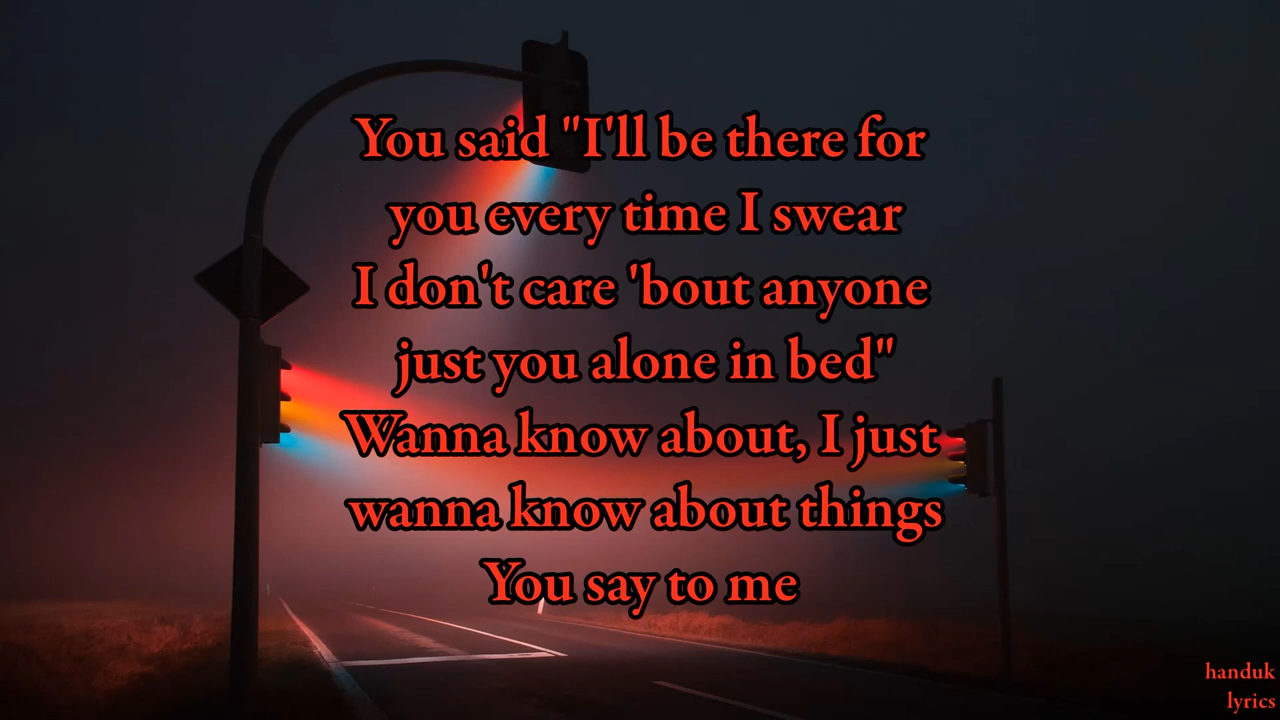 You said "I'll be there for
you every time I swear
I don't care 'bout anyone
just you alone in bed"
Wanna know about, I just
wanna know about things
You say to me
handuk
lyrics